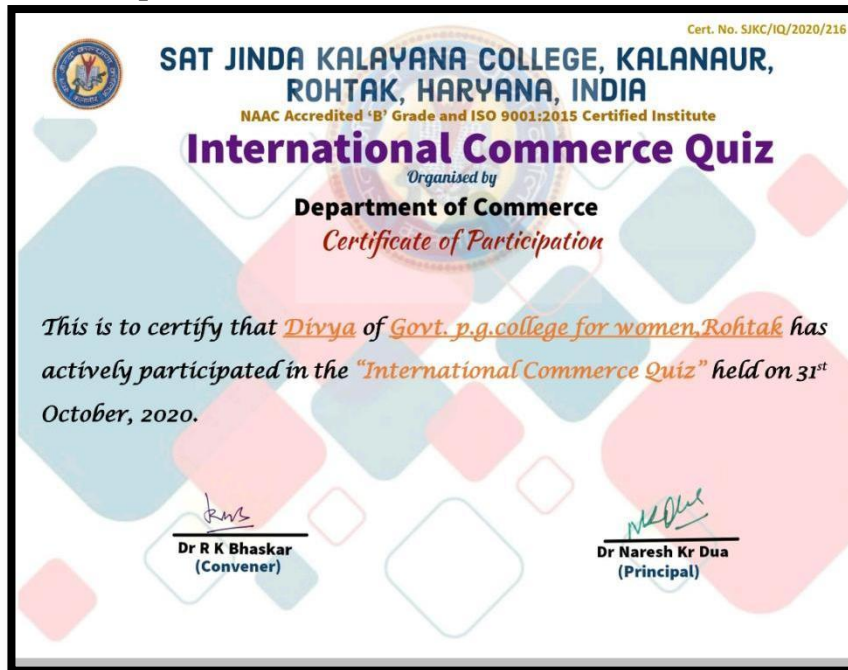 Cert. No. SJKC/IQ/2020/216
SAT JINDA KALAYANA COLLEGE, KALANAUR,
ROHTAK, HARYANA, INDIA
NAAC Accredited ‘B’ Grade and ISO 9001:2015 Certified Institute
International Commerce Quiz
Organised by
Department of Commerce
Certificate of Participation
This is to certify that Divya of Govt. p.g.college for women,Rohtak has
actively participated in the “International Commerce Quiz” held on 31st
October, 2020.
Dr R K Bhaskar
(Convener)
Dr Naresh Kr Dua
(Principal)